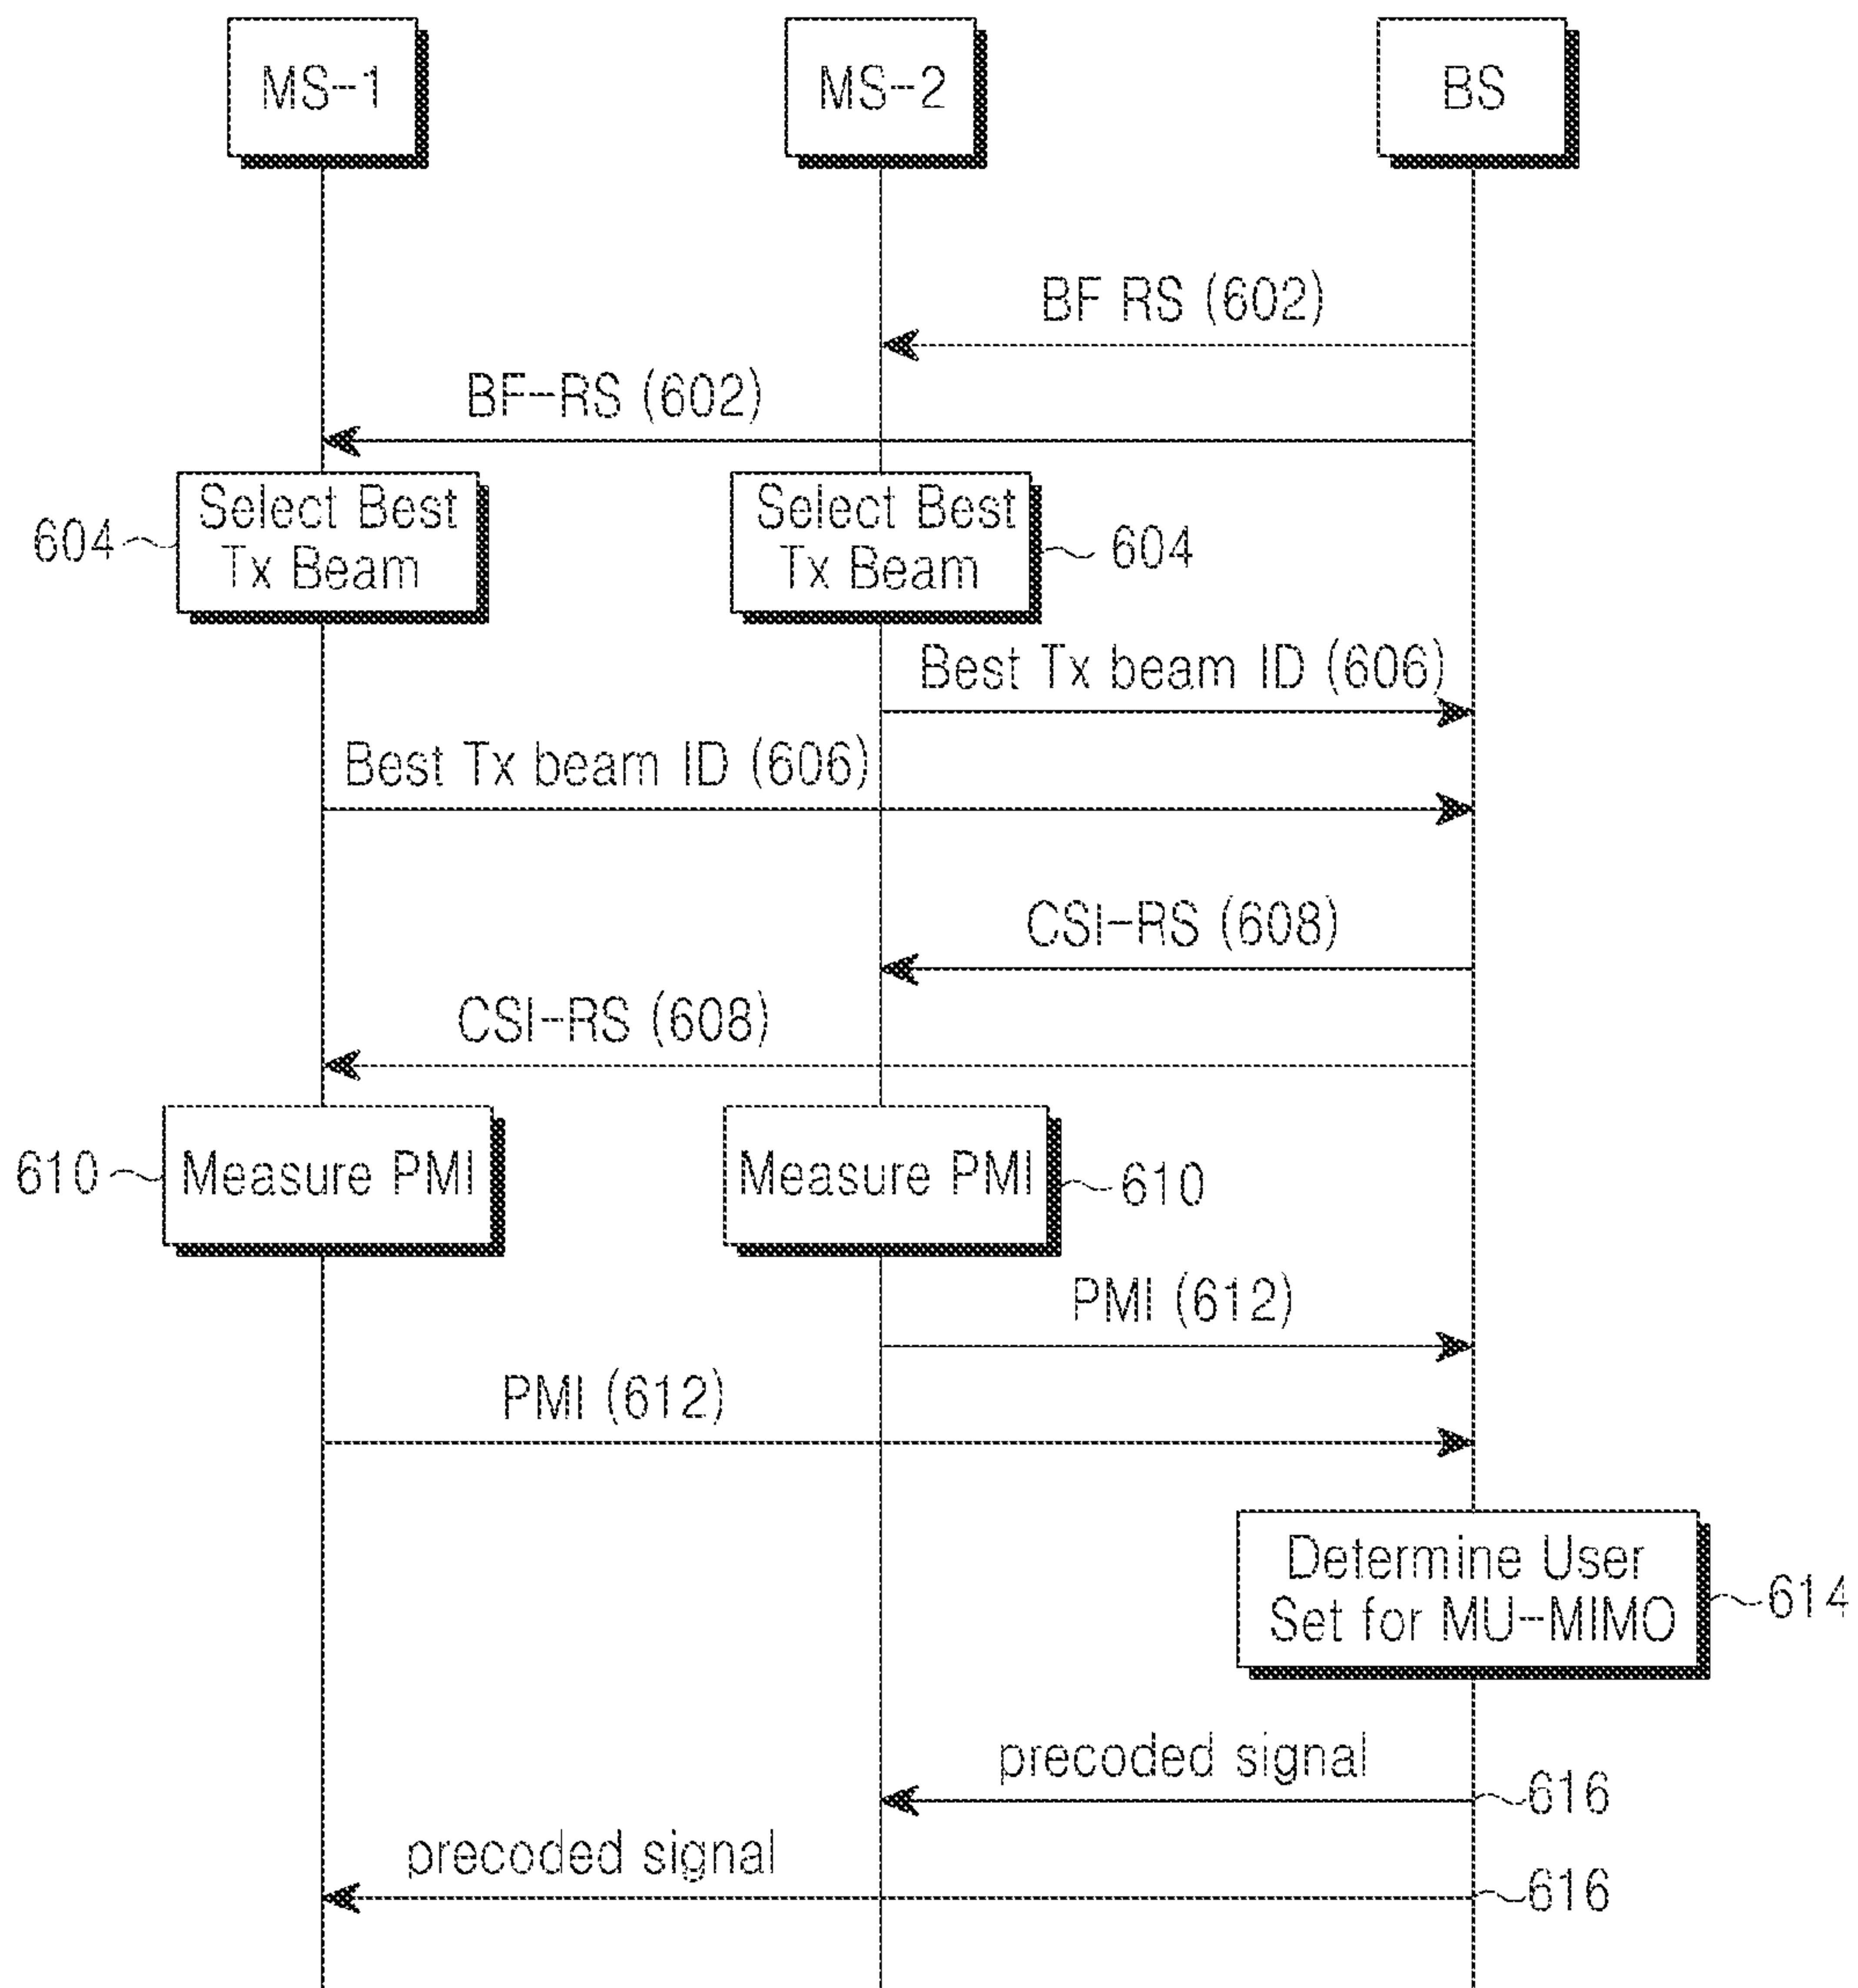 MS-1
MS-2
BS
BF RS (602)
BF-RS (602)
604
Select Best
Tx Beam
Select Best
Tx Beam
604
Best Tx beam ID (606)
Best Tx beam ID (606)
CSI-RS (608)
CSI-RS (608)
610
Measure PMI
Measure PMI
610
PMI (612)
PMI (612)
Determine User
Set for MU-MIMO
614
precoded signal
616
precoded signal
616